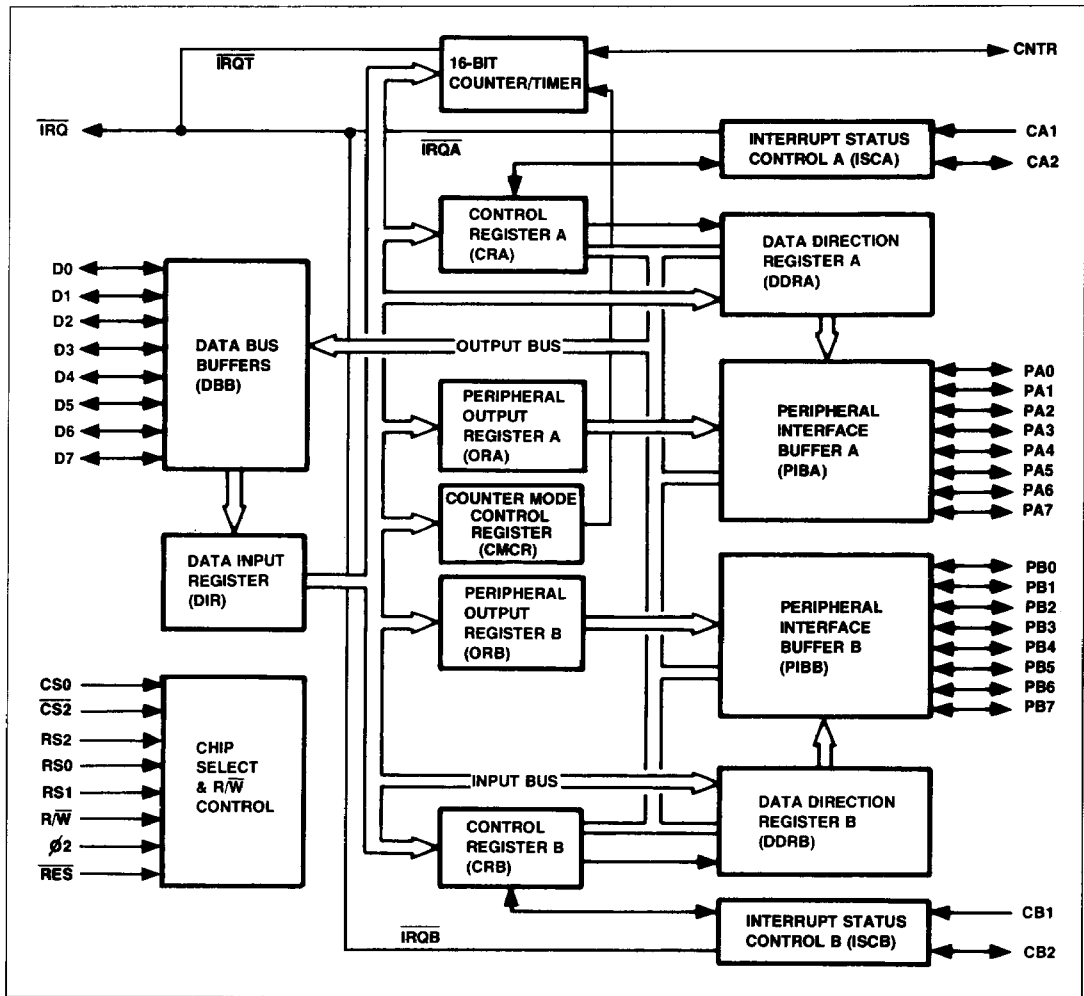 IRQT
16-BIT
COUNTER/TIMER
CNTR
IRQ
IRQA
INTERRUPT STATUS
CONTROL A (ISCA)
CA1
CA2
CONTROL
REGISTER A
(CRA)
DATA DIRECTION
REGISTER A
(DDRA)
D0
D1
D2
D3
D4
D5
D6
D7
DATA BUS
BUFFERS
(DBB)
OUTPUT BUS
PERIPHERAL
OUTPUT
REGISTER A
(ORA)
PERIPHERAL
INTERFACE
BUFFER A
(PIBA)
PA0
PA1
PA2
PA3
PA4
PA5
PA6
PA7
COUNTER MODE
CONTROL
REGISTER
(CMCR)
DATA INPUT
REGISTER
(DIR)
PERIPHERAL
OUTPUT
REGISTER B
(ORB)
PERIPHERAL
INTERFACE
BUFFER B
(PIBB)
PB0
PB1
PB2
PB3
PB4
PB5
PB6
PB7
CS0
CS2
RS2
RS0
RS1
R/W
ϕ2
RES
CHIP
SELECT
& R/W
CONTROL
INPUT BUS
CONTROL
REGISTER B
(CRB)
DATA DIRECTION
REGISTER B
(DDRB)
IRQB
INTERRUPT STATUS
CONTROL B (ISCB)
CB1
CB2